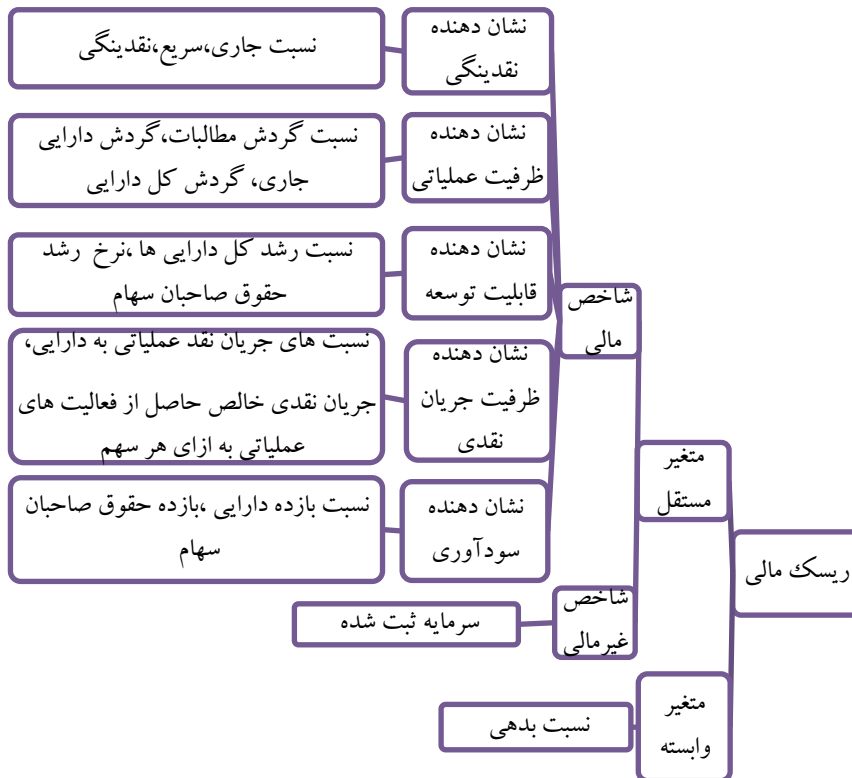 ریسک مالی
متغیر
مستقل
شاخص
مالی
نشان دهنده
نقدینگی
نسبت جاری،سریع،نقدینگی
نشان دهنده
ظرفیت عملیاتی
نسبت گردش مطالبات،گردش دارایی
جاری، گردش کل دارایی
نشان دهنده
قابلیت توسعه
نسبت رشد کل دارایی ها ،نرخ رشد
حقوق صاحبان سهام
نشان دهنده
ظرفیت جریان
نقدی
نسبت های جریان نقد عملیاتی به دارایی،
جریان نقدی خالص حاصل از فعالیت های
عملیاتی به ازای هر سهم
نشان دهنده
سودآوری
نسبت بازده دارایی ،بازده حقوق صاحبان
سهام
شاخص
غیرمالی
سرمایه ثبت شده
متغیر
وابسته
نسبت بدهی